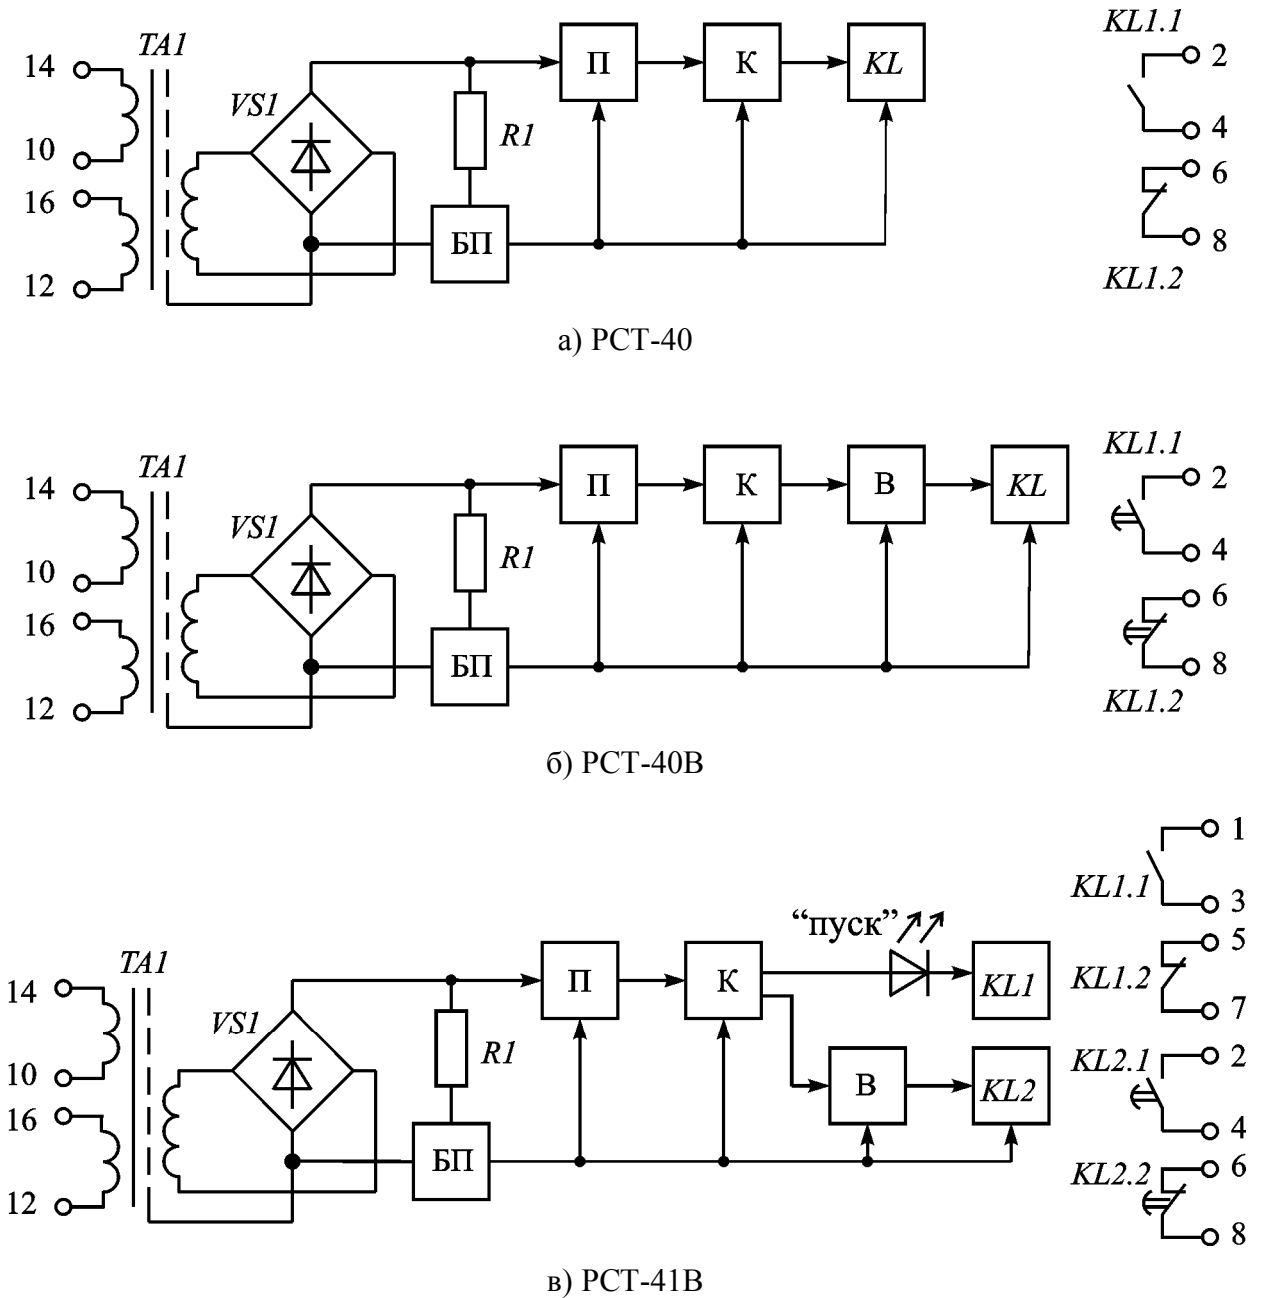 TA1
14
10
16
12
VS1
R1
БП
П
К
KL
KL1.1
2
4
6
8
KL1.2
а) РСТ-40
TA1
14
10
16
12
VS1
R1
БП
П
К
В
KL
KL1.1
2
4
6
8
KL1.2
б) РСТ-40В
TA1
14
10
16
12
VS1
R1
БП
П
К
“пуск”
KL1
В
KL2
1
KL1.1
3
5
KL1.2
7
KL2.1
2
4
KL2.2
6
8
в) РСТ-41В